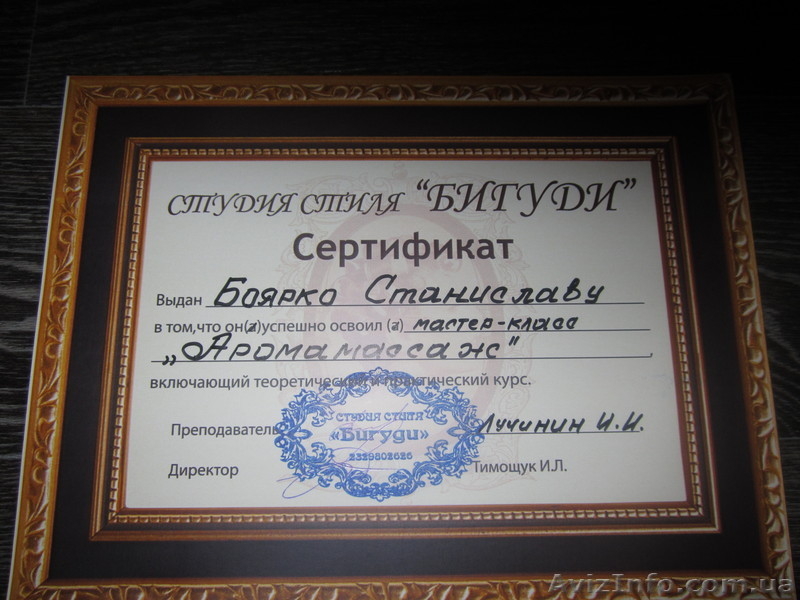 СТУДИЯ СТИЛЯ "БИГУДИ"
Сертификат
Выдан Боярко Станиславу
в том,что он(а)успешно освоил (а) мастер-класс
„Аромамассаж",
включающий теоретический и практический курс.
СТУДИЯ СТИЛЯ
«Бигуди»
2329802626
Преподаватель Лучинин И.И.
Директор Тимощук И.Л.
AvizInfo.com.ua